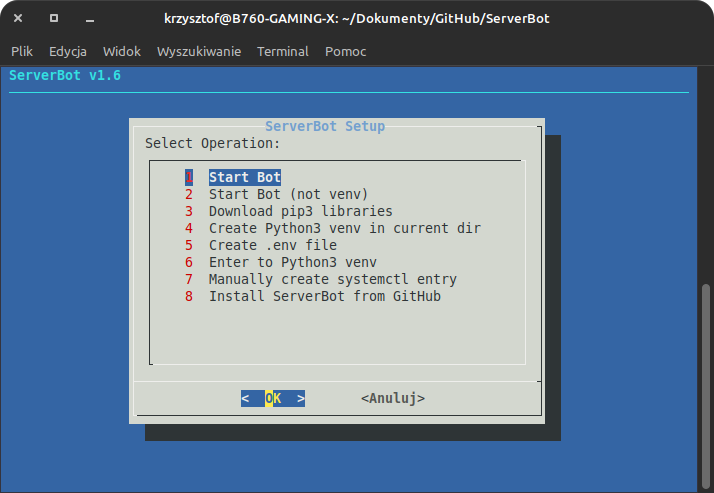 krzysztof@B760-GAMING-X: ~/Dokumenty/GitHub/ServerBot
Plik Edycja Widok Wyszukiwanie Terminal Pomoc
ServerBot v1.6
ServerBot Setup
Select Operation:
1 Start Bot
2 Start Bot (not venv)
3 Download pip3 libraries
4 Create Python3 venv in current dir
5 Create .env file
6 Enter to Python3 venv
7 Manually create systemctl entry
8 Install ServerBot from GitHub
< OK > <Anuluj>